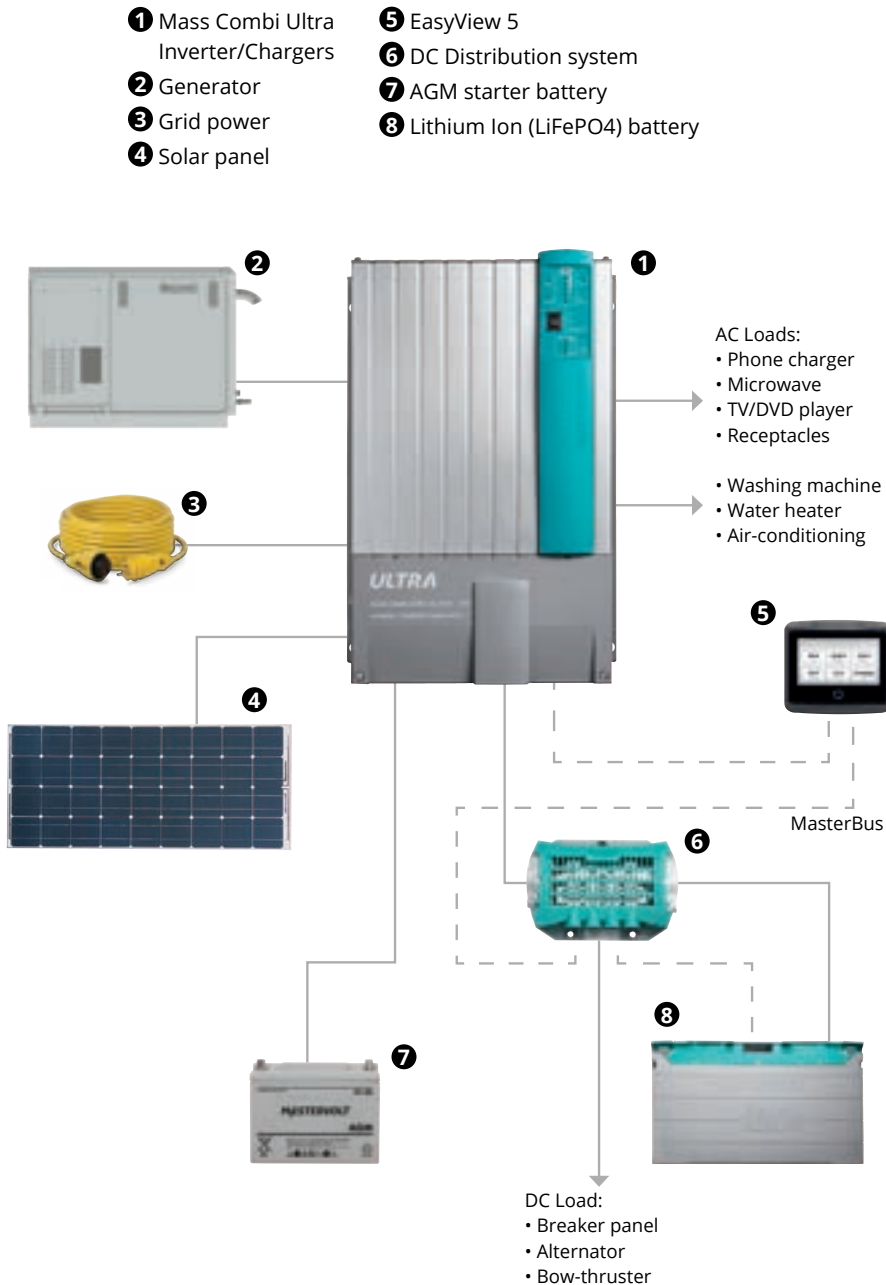 1 Mass Combi Ultra
Inverter/Chargers
2 Generator
3 Grid power
4 Solar panel
5 EasyView 5
6 DC Distribution system
7 AGM starter battery
8 Lithium Ion (LiFePO4) battery
2
1
AC Loads:
• Phone charger
• Microwave
• TV/DVD player
• Receptacles
3
• Washing machine
• Water heater
• Air-conditioning
ULTRA
5
4
MasterBus
6
8
7
MASTERVOLT
AGM
DC Load:
• Breaker panel
• Alternator
• Bow-thruster